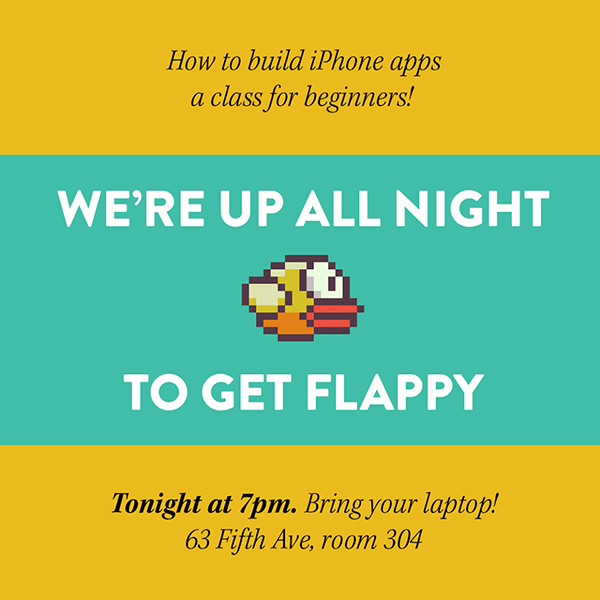 How to build iPhone apps
a class for beginners!
WE’RE UP ALL NIGHT
TO GET FLAPPY
Tonight at 7pm. Bring your laptop!
63 Fifth Ave, room 304